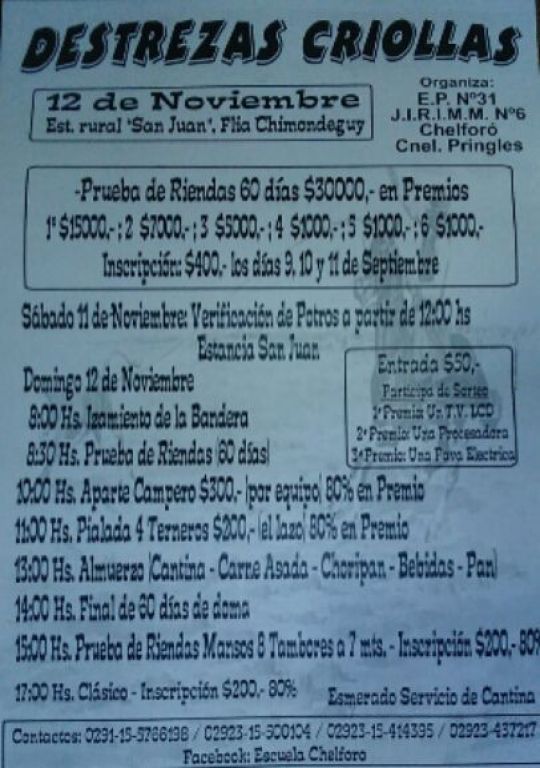 DESTREZAS CRIOLLAS
12 de Noviembre
Est. rural "San Juan". Flia Chimondeguy
Organiza:
E.P. Nº31
J.I.R.I.M.M. Nº6
Chelforó
Cnel. Pringles
-Prueba de Riendas 60 días $30000,- en Premios
1º $15000,- ; 2 $7000,- ; 3 $5000,- ; 4 $1000,- ; 5 $1000,- ; 6 $1000,-
Inscripción: $400,- los días 9, 10 y 11 de Septiembre
Sábado 11 de Noviembre: Verificación de Potros a partir de 12:00 hs
Estancia San Juan
Entrada $50,-
Participa de Sorteo
1º Premio: Un T.V. LCD
2º Premio: Una Procesadora
3º Premio: Una Pava Electrica
Domingo 12 de Noviembre
8:00 Hs. Izamiento de la Bandera
8:30 Hs. Prueba de Riendas (60 días)
10:00 Hs. Aparte Campero $300,- (por equipo) 80% en Premio
11:00 Hs. Pialada 4 Terneros $200,- (el lazo) 80% en Premio
13:00 Hs. Almuerzo (Cantina - Carne Asada - Choripan - Bebidas - Pan)
14:00 Hs. Final de 60 días de doma
15:00 Hs. Prueba de Riendas Mansos 8 Tambores a 7 mts. - Inscripción $200,- 80%
17:00 Hs. Clásico - Inscripción $200,- 80%
Esmerado Servicio de Cantina
Contactos: 0291-15-5766198 / 02923-15-500104 / 02923-15-414395 / 02923-437217
Facebook: Escuela Chelforo